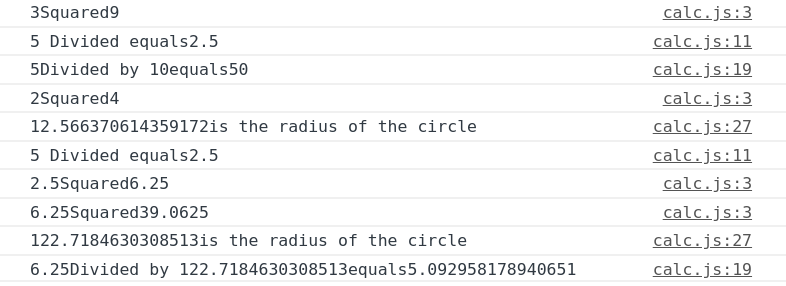 3Squared9 calc.js:3
5 Divided equals2.5 calc.js:11
5Divided by 10equals50 calc.js:19
2Squared4 calc.js:3
12.566370614359172is the radius of the circle calc.js:27
5 Divided equals2.5 calc.js:11
2.5Squared6.25 calc.js:3
6.25Squared39.0625 calc.js:3
122.7184630308513is the radius of the circle calc.js:27
6.25Divided by 122.7184630308513equals5.092958178940651 calc.js:19